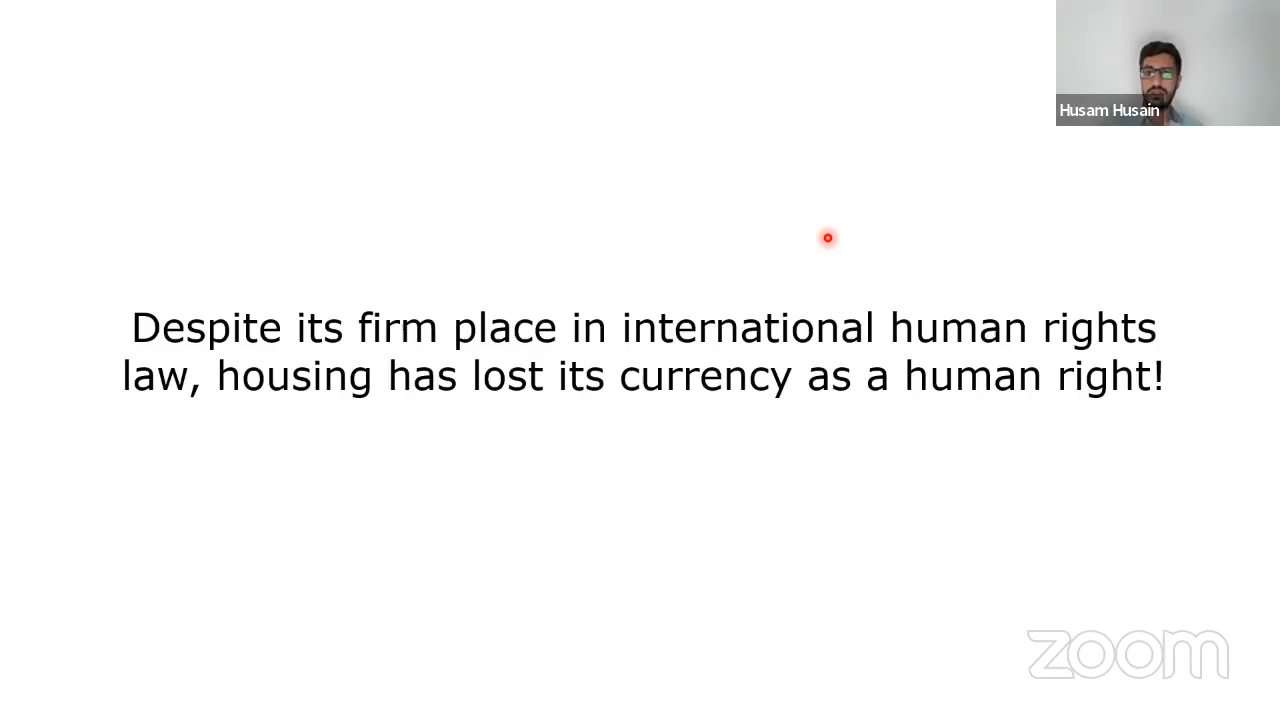 Husam Husain
Despite its firm place in international human rights
law, housing has lost its currency as a human right!
zoom